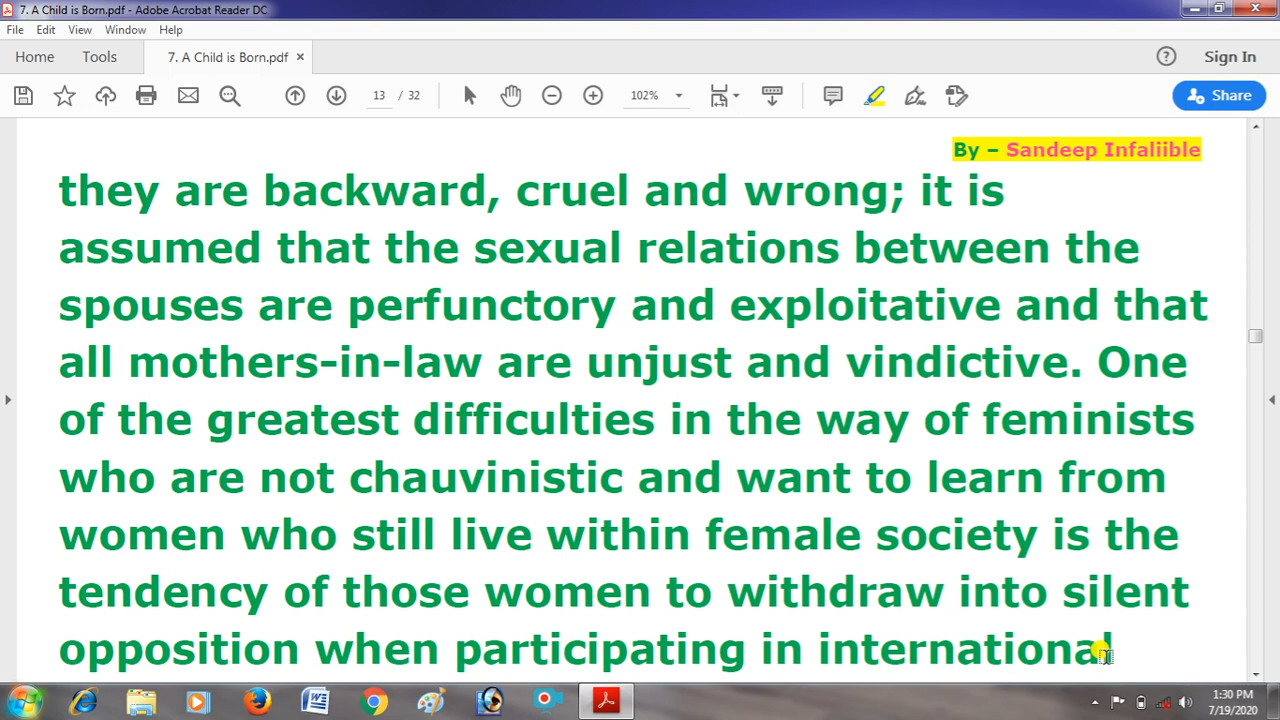 7. A Child is Born.pdf - Adobe Acrobat Reader DC
File Edit View Window Help
Home Tools 7. A Child is Born.pdf × Sign In
13 / 32 102% Share
By – Sandeep Infaliible
they are backward, cruel and wrong; it is
assumed that the sexual relations between the
spouses are perfunctory and exploitative and that
all mothers-in-law are unjust and vindictive. One
of the greatest difficulties in the way of feminists
who are not chauvinistic and want to learn from
women who still live within female society is the
tendency of those women to withdraw into silent
opposition when participating in international
1:30 PM
7/19/2020